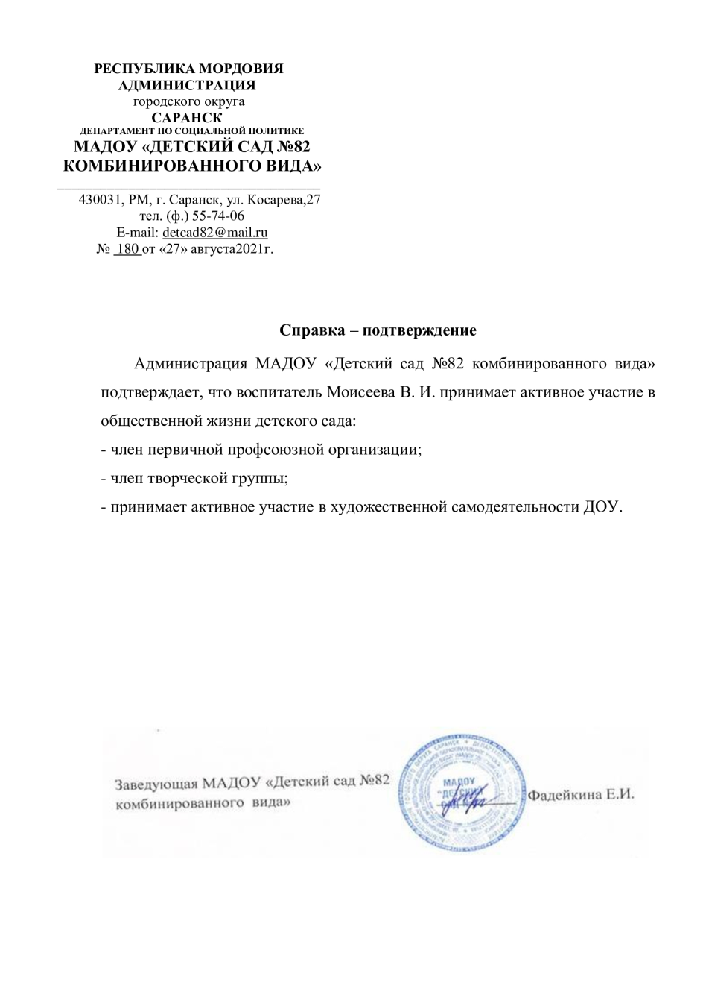 РЕСПУБЛИКА МОРДОВИЯ
АДМИНИСТРАЦИЯ
городского округа
САРАНСК
ДЕПАРТАМЕНТ ПО СОЦИАЛЬНОЙ ПОЛИТИКЕ
МАДОУ «ДЕТСКИЙ САД №82
КОМБИНИРОВАННОГО ВИДА»
430031, РМ, г. Саранск, ул. Косарева,27
тел. (ф.) 55-74-06
E-mail: detcad82@mail.ru
№ 180 от «27» августа2021г.
Справка – подтверждение
Администрация МАДОУ «Детский сад №82 комбинированного вида»
подтверждает, что воспитатель Моисеева В. И. принимает активное участие в
общественной жизни детского сада:
- член первичной профсоюзной организации;
- член творческой группы;
- принимает активное участие в художественной самодеятельности ДОУ.
Заведующая МАДОУ «Детский сад №82
комбинированного вида»
МАДОУ
"ДЕТСКИЙ
Фадейкина Е.И.